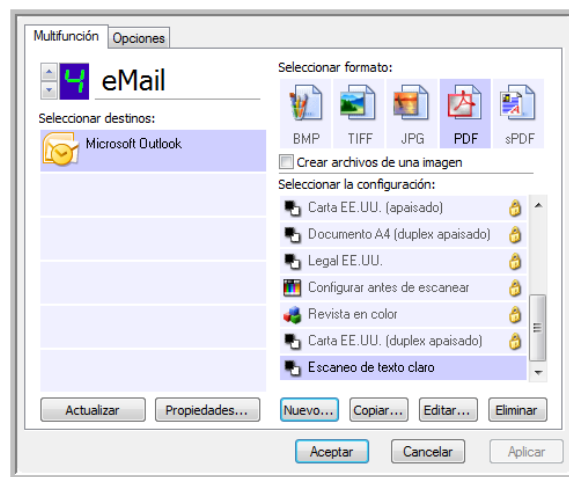 Multifunción
Opciones
4 eMail
Seleccionar destinos:
Microsoft Outlook
Actualizar
Propiedades...
Seleccionar formato:
BMP TIFF JPG PDF sPDF
Crear archivos de una imagen
Seleccionar la configuración:
Carta EE.UU. (apaisado)
Documento A4 (duplex apaisado)
Legal EE.UU.
Configurar antes de escanear
Revista en color
Carta EE.UU. (duplex apaisado)
Escaneo de texto claro
Nuevo... Copiar... Editar... Eliminar
Aceptar Cancelar Aplicar